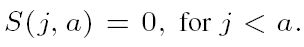 S(j, a) = 0, for j < a.